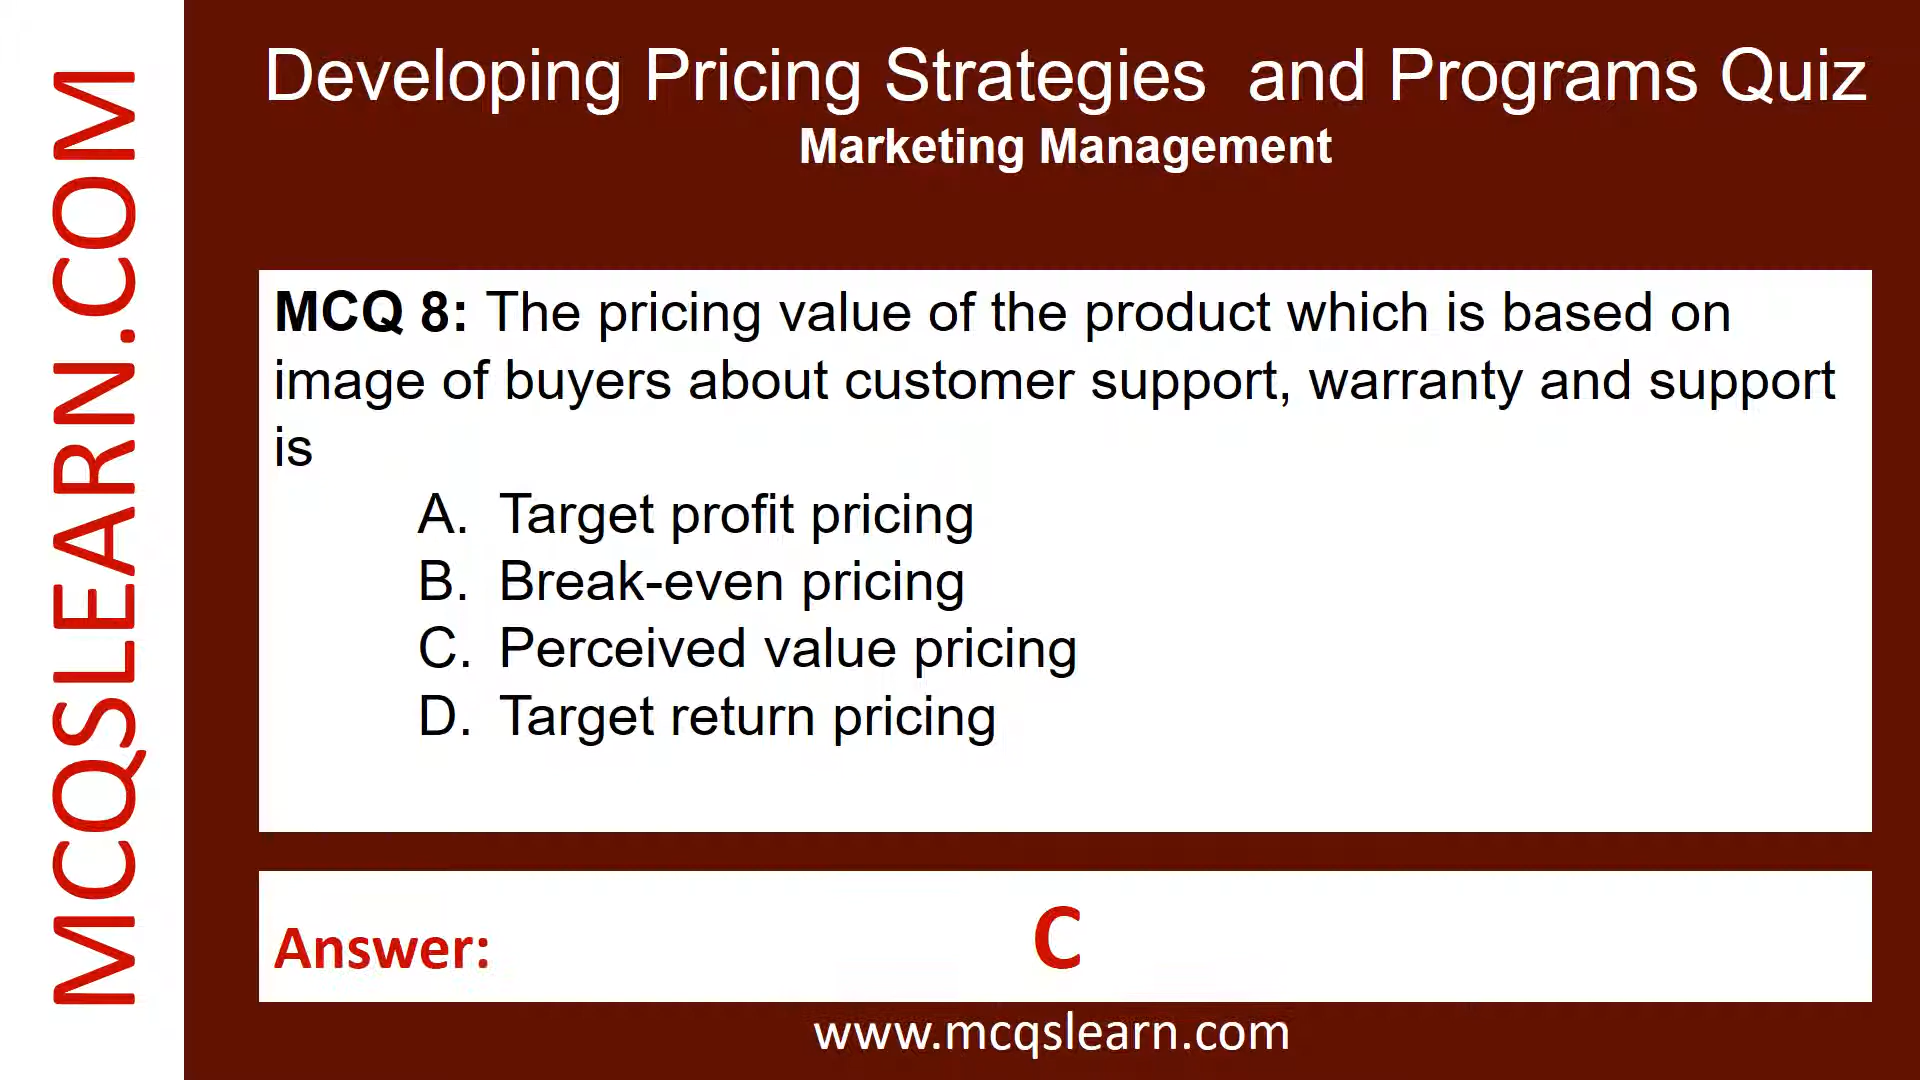 MCQSLEARN.COM
Developing Pricing Strategies  and Programs Quiz
Marketing Management
MCQ 8: The pricing value of the product which is based on
image of buyers about customer support, warranty and support
is
A. Target profit pricing
B. Break-even pricing
C. Perceived value pricing
D. Target return pricing
Answer: C
www.mcqslearn.com